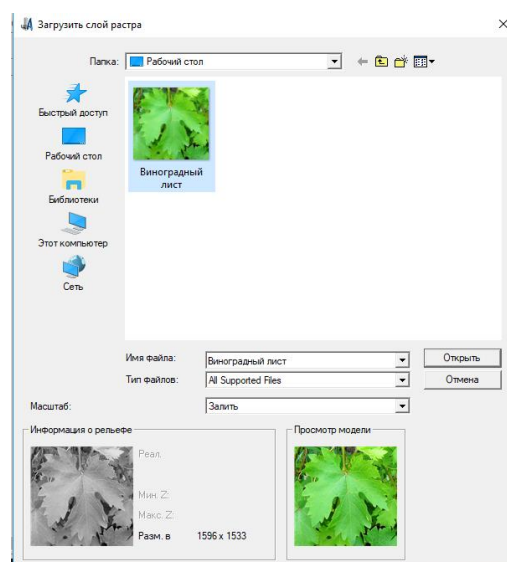 Загрузить слой растра
Папка: Рабочий стол
Быстрый доступ
Рабочий стол
Библиотеки
Этот компьютер
Сеть
Виноградный
лист
Имя файла: Виноградный лист Открыть
Тип файлов: All Supported Files Отмена
Масштаб: Залить
Информация о рельефе Просмотр модели
Реал.
Мин. Z:
Макс. Z:
Разм. в 1596 x 1533